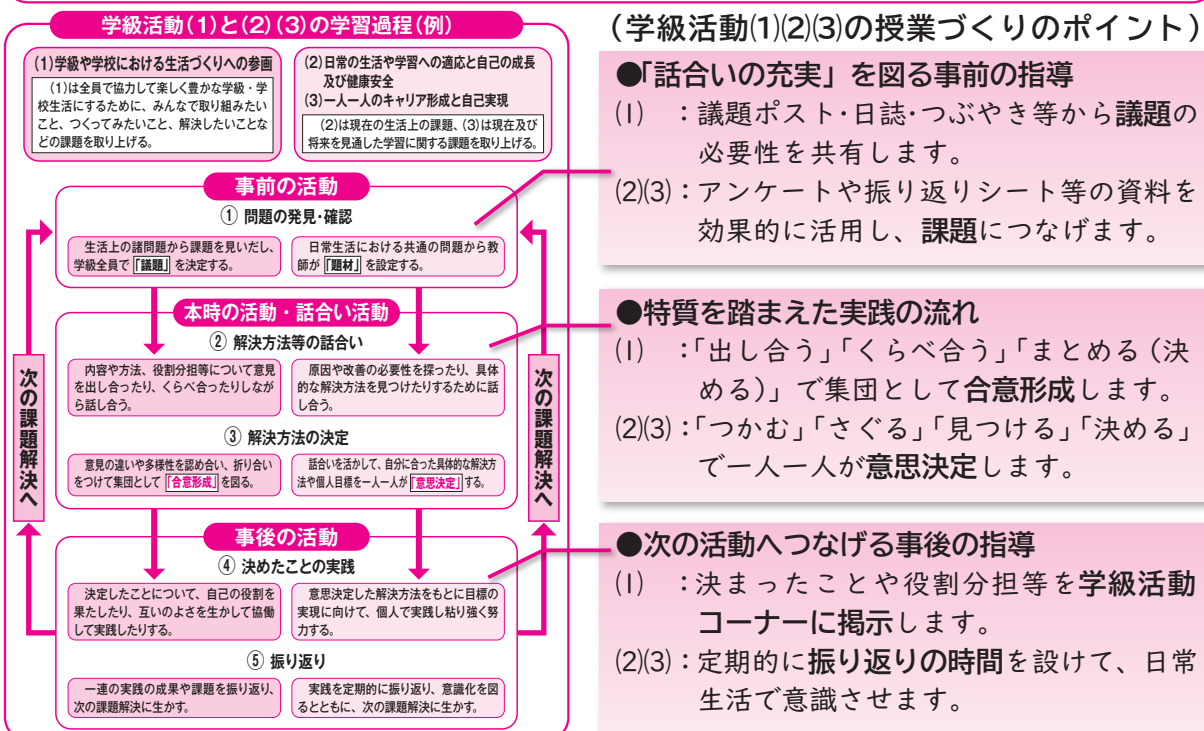 学級活動(1)と(2)(3)の学習過程(例)
(1)学級や学校における生活づくりへの参画
(1)は全員で協力して楽しく豊かな学級・学
校生活にするために、みんなで取り組みたい
こと、つくってみたいこと、解決したいことな
どの課題を取り上げる。
(2)日常の生活や学習への適応と自己の成長
及び健康安全
(3)一人一人のキャリア形成と自己実現
(2)は現在の生活上の課題、(3)は現在及び
将来を見通した学習に関する課題を取り上げる。
事前の活動
① 問題の発見・確認
生活上の諸問題から課題を見いだし、
学級全員で「議題」を決定する。
日常生活における共通の問題から教
師が「題材」を設定する。
本時の活動・話合い活動
② 解決方法等の話合い
内容や方法、役割分担等について意見
を出し合ったり、くらべ合ったりしなが
ら話し合う。
原因や改善の必要性を探ったり、具体
的な解決方法を見つけたりするために話
し合う。
③ 解決方法の決定
意見の違いや多様性を認め合い、折り合い
をつけて集団として「合意形成」を図る。
話合いを活かして、自分に合った具体的な解決方
法や個人目標を一人一人が「意思決定」する。
事後の活動
④ 決めたことの実践
決定したことについて、自己の役割を
果たしたり、互いのよさを生かして協働
して実践したりする。
意思決定した解決方法をもとに目標の
実現に向けて、個人で実践し粘り強く努
力する。
⑤ 振り返り
一連の実践の成果や課題を振り返り、
次の課題解決に生かす。
実践を定期的に振り返り、意識化を図
るとともに、次の課題解決に生かす。
次の課題解決へ
次の課題解決へ
(学級活動⑴⑵⑶の授業づくりのポイント)
●「話合いの充実」を図る事前の指導
⑴ :議題ポスト・日誌・つぶやき等から議題の
必要性を共有します。
⑵⑶:アンケートや振り返りシート等の資料を
効果的に活用し、課題につなげます。
●特質を踏まえた実践の流れ
⑴ :「出し合う」「くらべ合う」「まとめる(決
める)」で集団として合意形成します。
⑵⑶:「つかむ」「さぐる」「見つける」「決める」
で一人一人が意思決定します。
●次の活動へつなげる事後の指導
⑴ :決まったことや役割分担等を学級活動
コーナーに掲示します。
⑵⑶:定期的に振り返りの時間を設けて、日常
生活で意識させます。